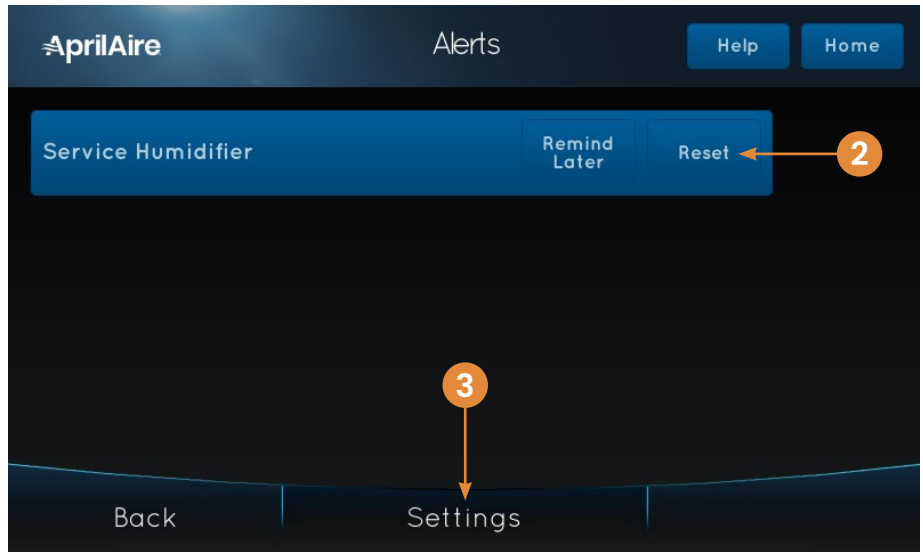 AprilAire
Alerts
Help
Home
Service Humidifier
Remind
Later
Reset
2
3
Back
Settings